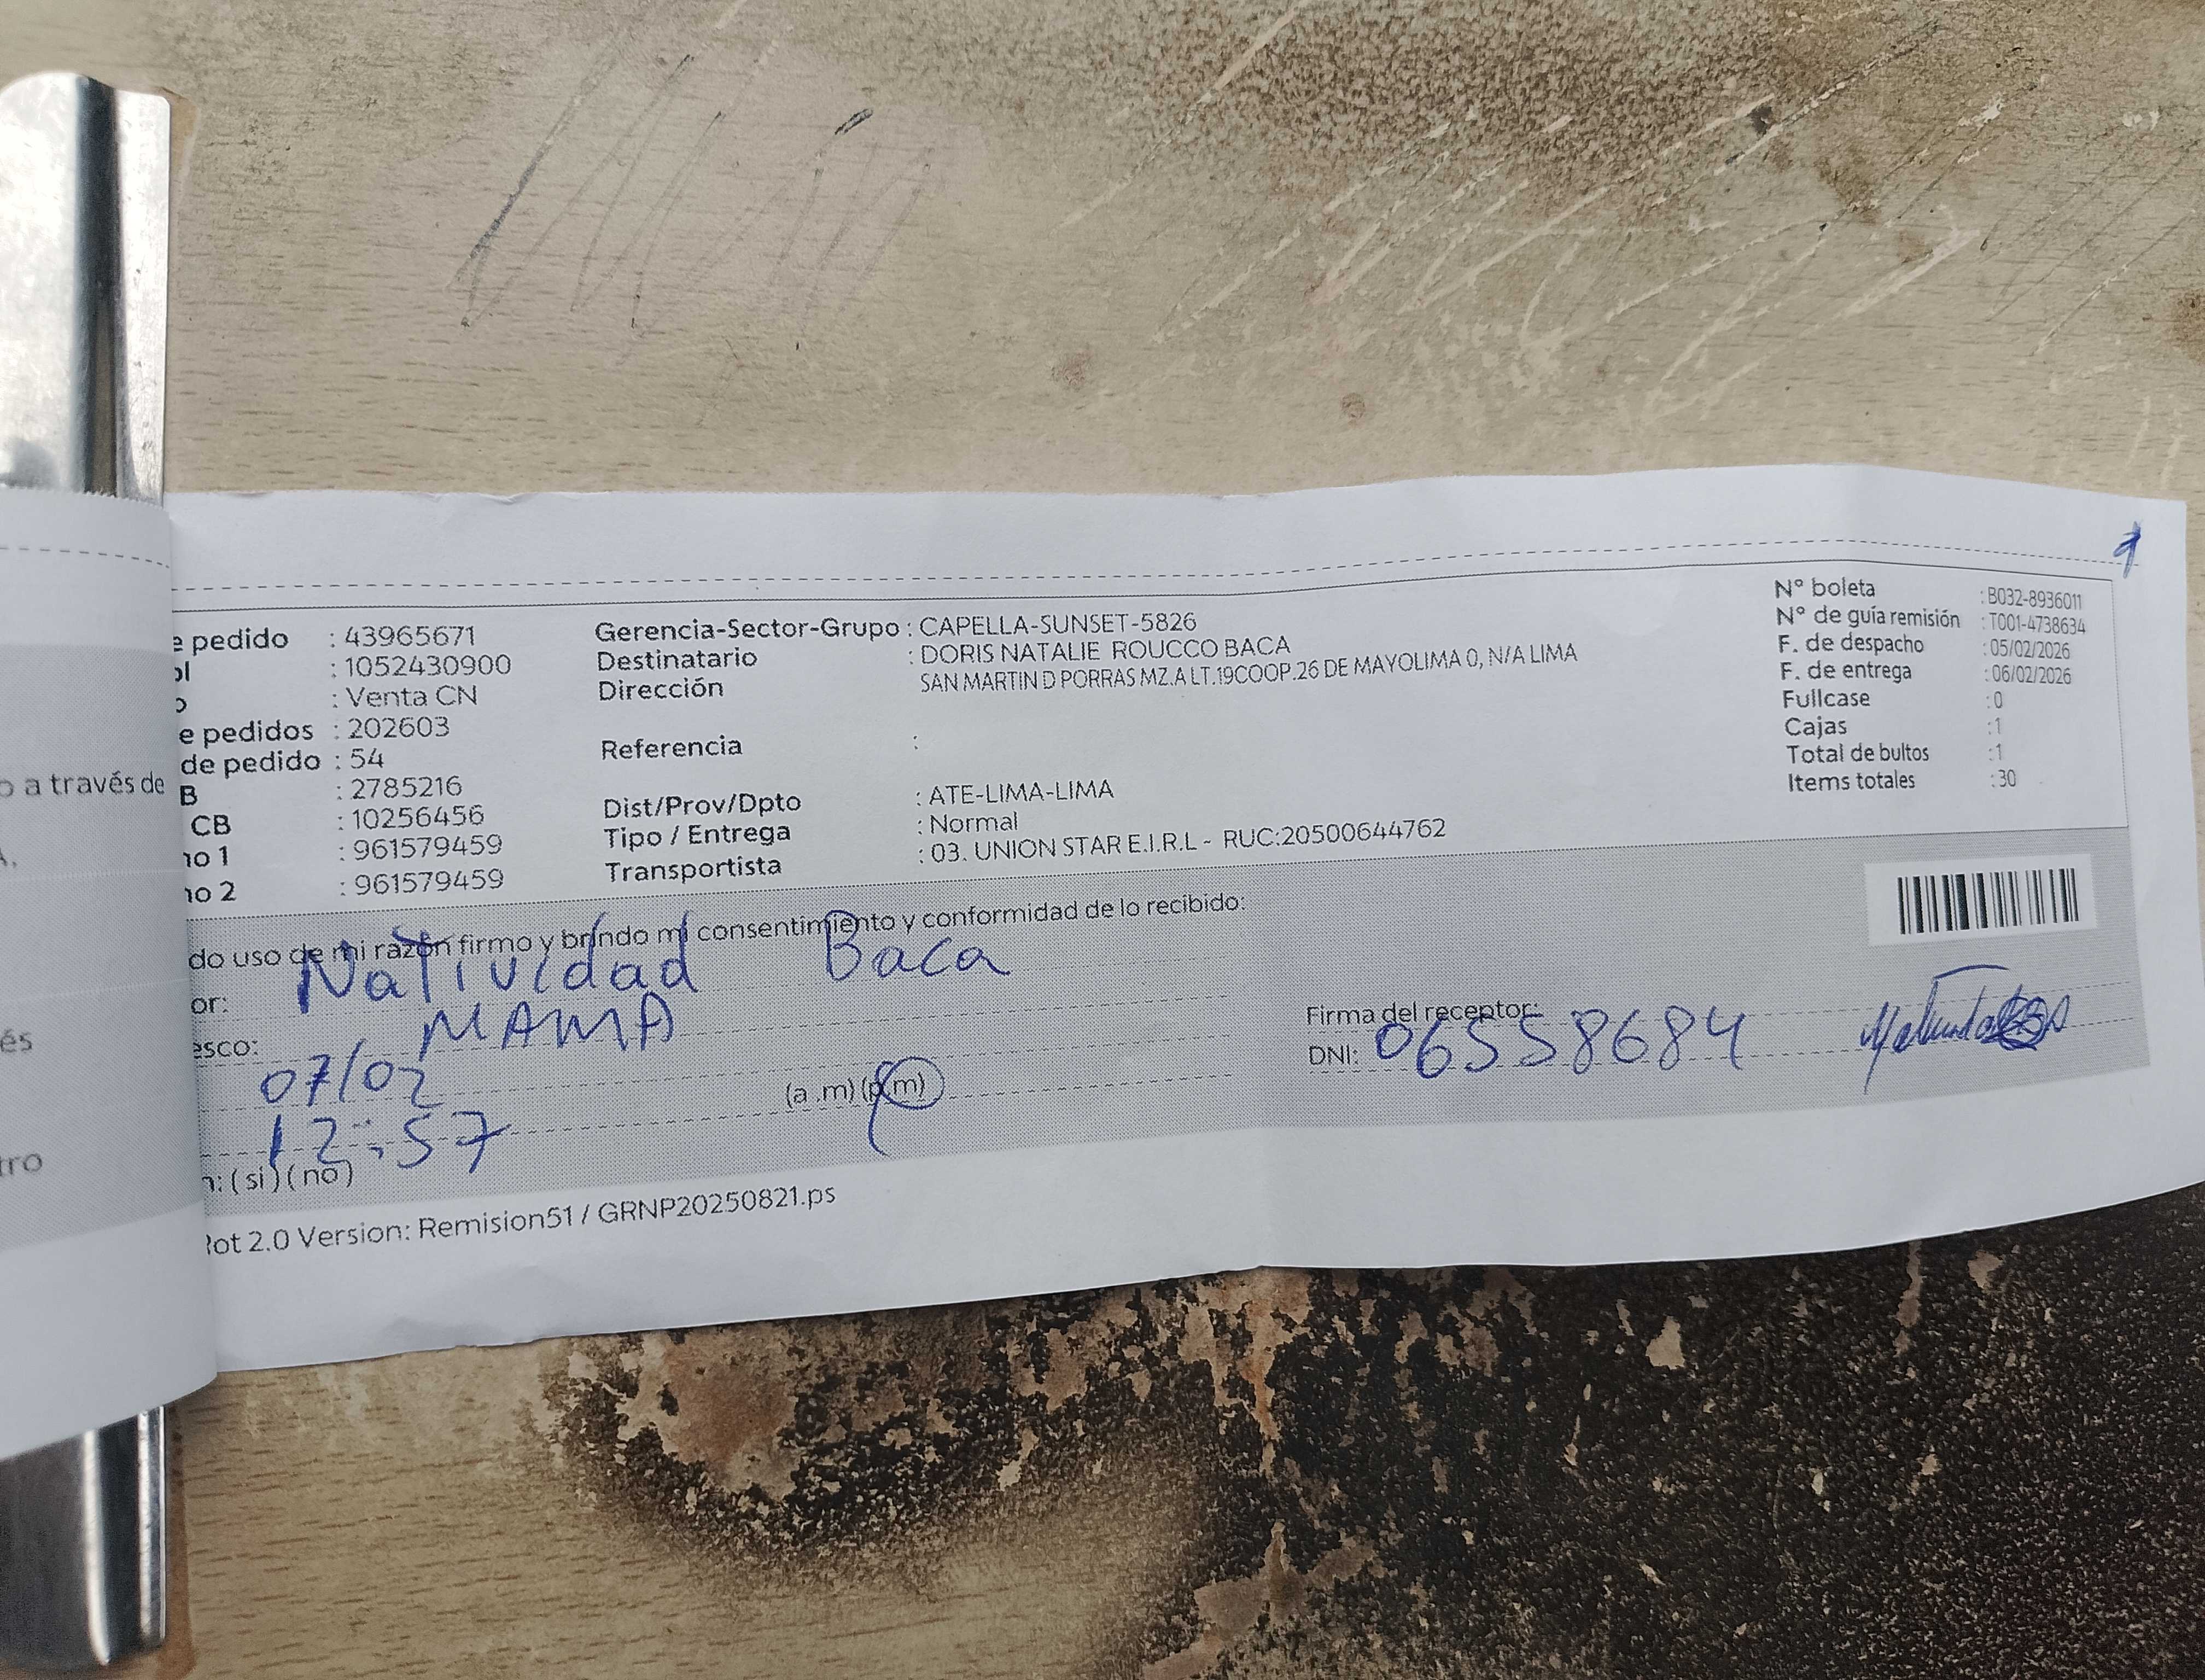 e pedido : 43965671
ol : 1052430900
o : Venta CN
e pedidos : 202603
de pedido : 54
B : 2785216
CB : 10256456
no 1 : 961579459
no 2 : 961579459
Gerencia-Sector-Grupo : CAPELLA-SUNSET-5826
Destinatario : DORIS NATALIE ROUCCO BACA
Dirección SAN MARTIN D PORRAS MZ.A LT.19COOP.26 DE MAYOLIMA 0, N/A LIMA
Referencia :
Dist/Prov/Dpto : ATE-LIMA-LIMA
Tipo / Entrega : Normal
Transportista : 03. UNION STAR E.I.R.L - RUC:20500644762
N° boleta : B032-8936011
N° de guía remisión : T001-4738634
F. de despacho : 05/02/2026
F. de entrega : 06/02/2026
Fullcase : 0
Cajas : 1
Total de bultos : 1
Items totales : 30
do uso de mi razón firmo y brindo mi consentimiento y conformidad de lo recibido:
or: Natividad Baca
esco: MAMA
07/02
(a .m) (p.m)
12:57
n: ( si ) ( no )
Firma del receptor:
DNI: 06558684
Rot 2.0 Version: Remision51 / GRNP20250821.ps
o a través de
A.
és
tro